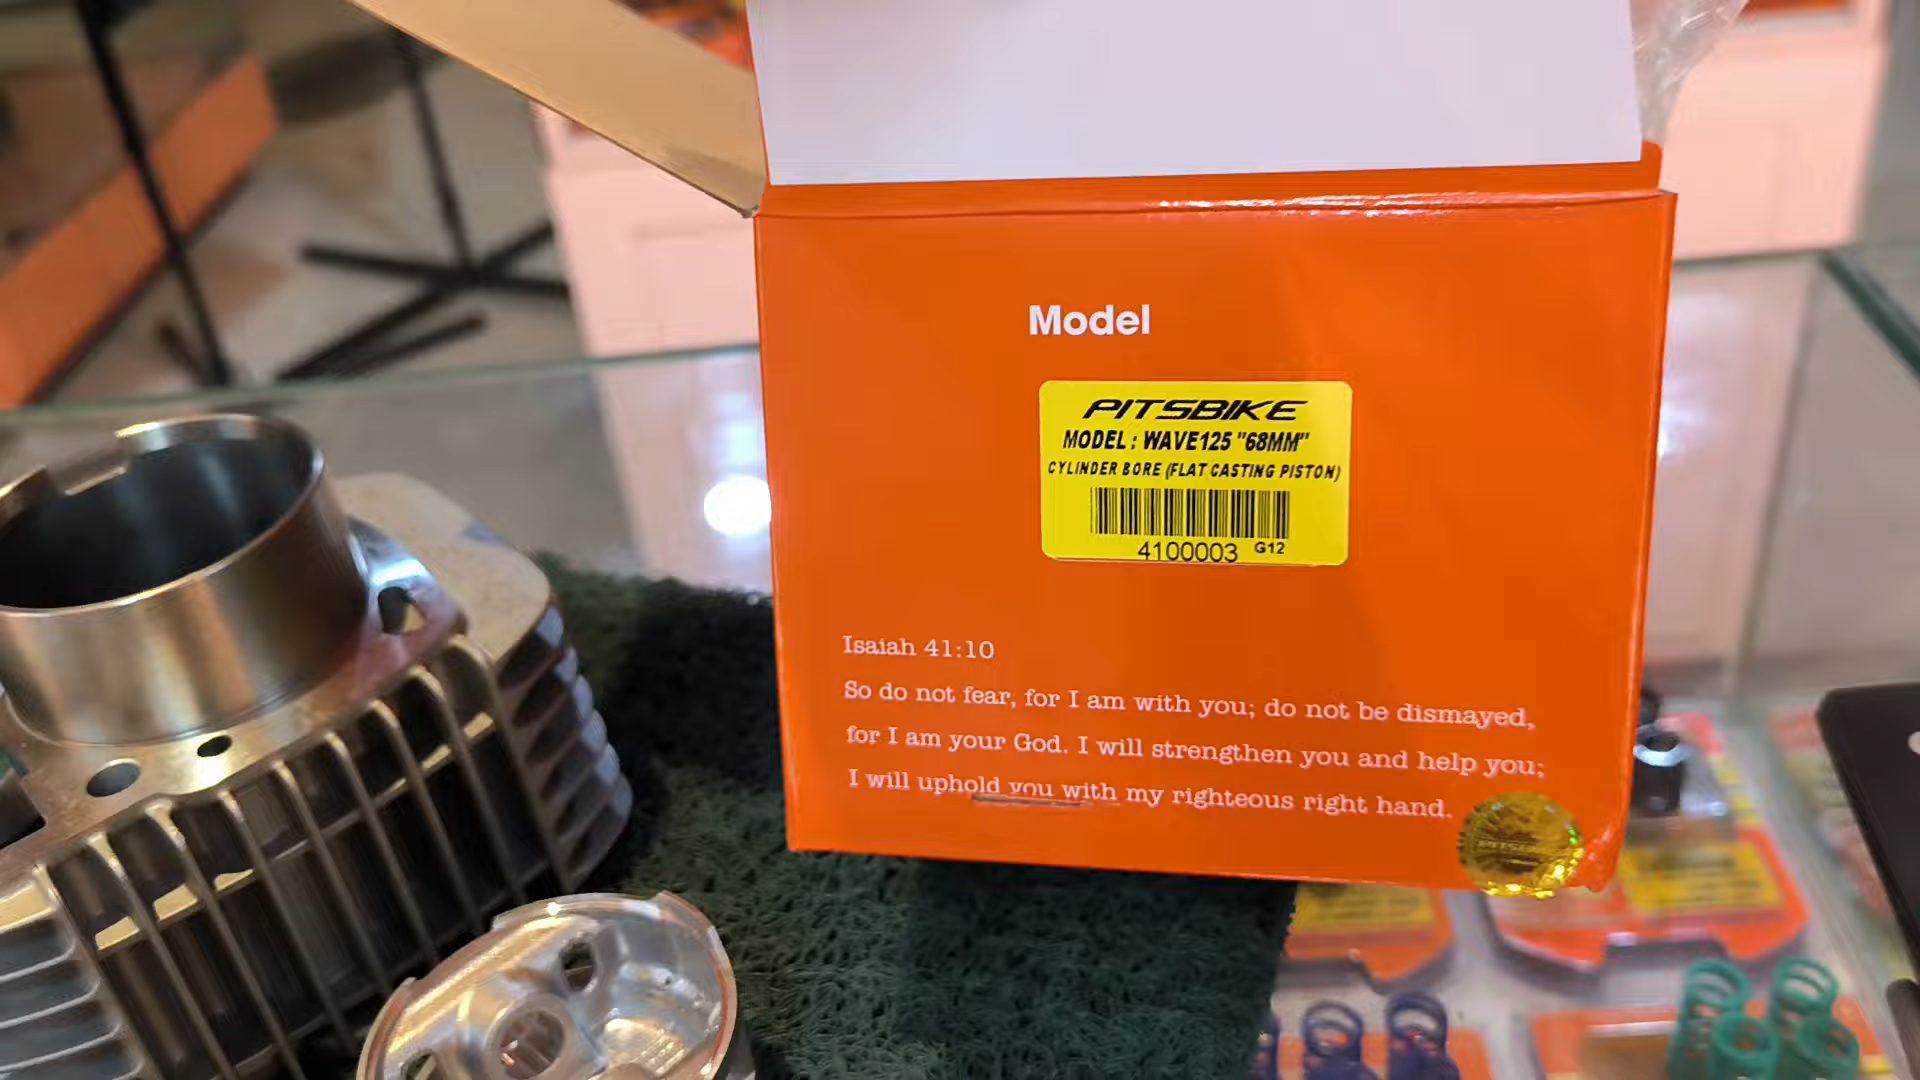 Model
PITSBIKE
MODEL : WAVE125 "68MM"
CYLINDER BORE (FLAT CASTING PISTON)
4100003 G12
Isaiah 41:10
So do not fear, for I am with you; do not be dismayed,
for I am your God. I will strengthen you and help you;
I will uphold you with my righteous right hand.
PITSBIKE